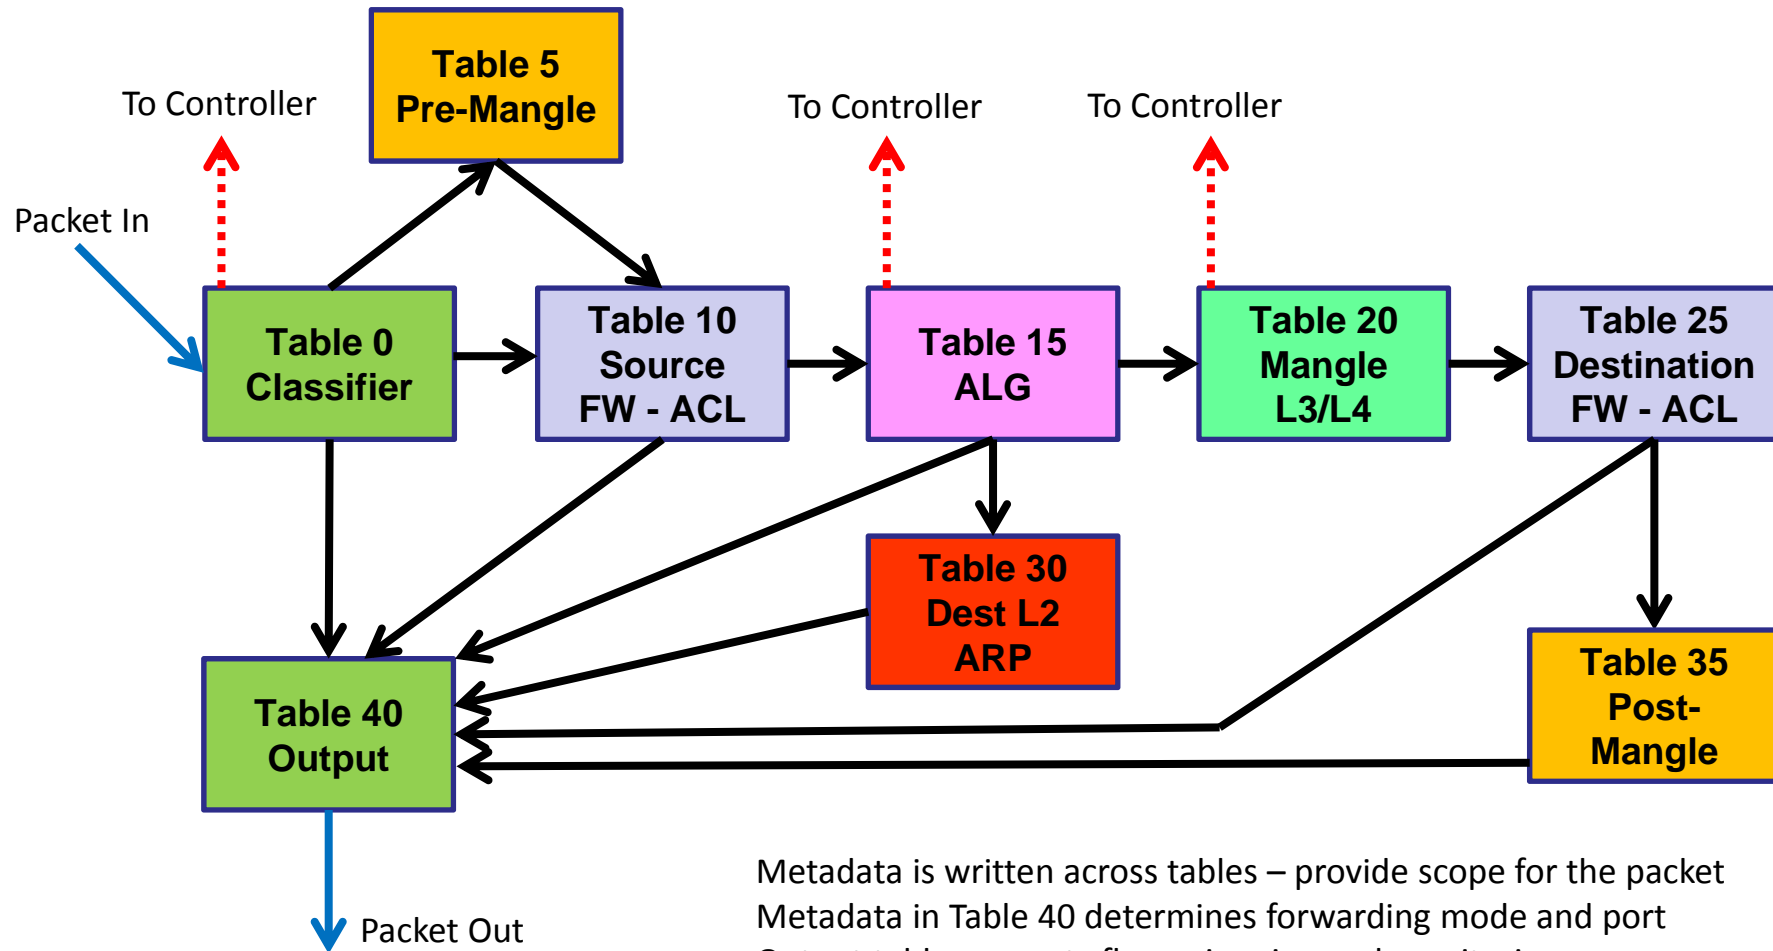 Table 5
Pre-Mangle
To Controller
To Controller
To Controller
Packet In
Table 0
Classifier
Table 10
Source
FW - ACL
Table 15
ALG
Table 20
Mangle
L3/L4
Table 25
Destination
FW - ACL
Table 30
Dest L2
ARP
Table 35
Post-
Mangle
Table 40
Output
Packet Out
Metadata is written across tables – provide scope for the packet
Metadata in Table 40 determines forwarding mode and port